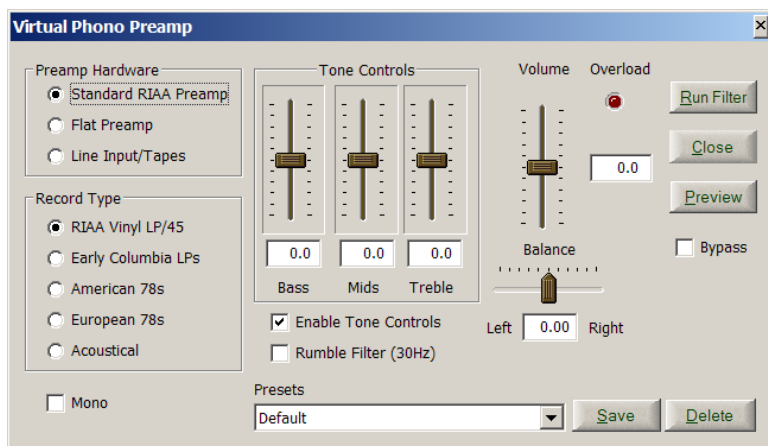 Virtual Phono Preamp
Preamp Hardware
Standard RIAA Preamp
Flat Preamp
Line Input/Tapes
Record Type
RIAA Vinyl LP/45
Early Columbia LPs
American 78s
European 78s
Acoustical
Mono
Tone Controls
0.0 0.0 0.0
Bass Mids Treble
Enable Tone Controls
Rumble Filter (30Hz)
Volume Overload
0.0
Balance
Left 0.00 Right
Run Filter
Close
Preview
Bypass
Presets
Default Save Delete